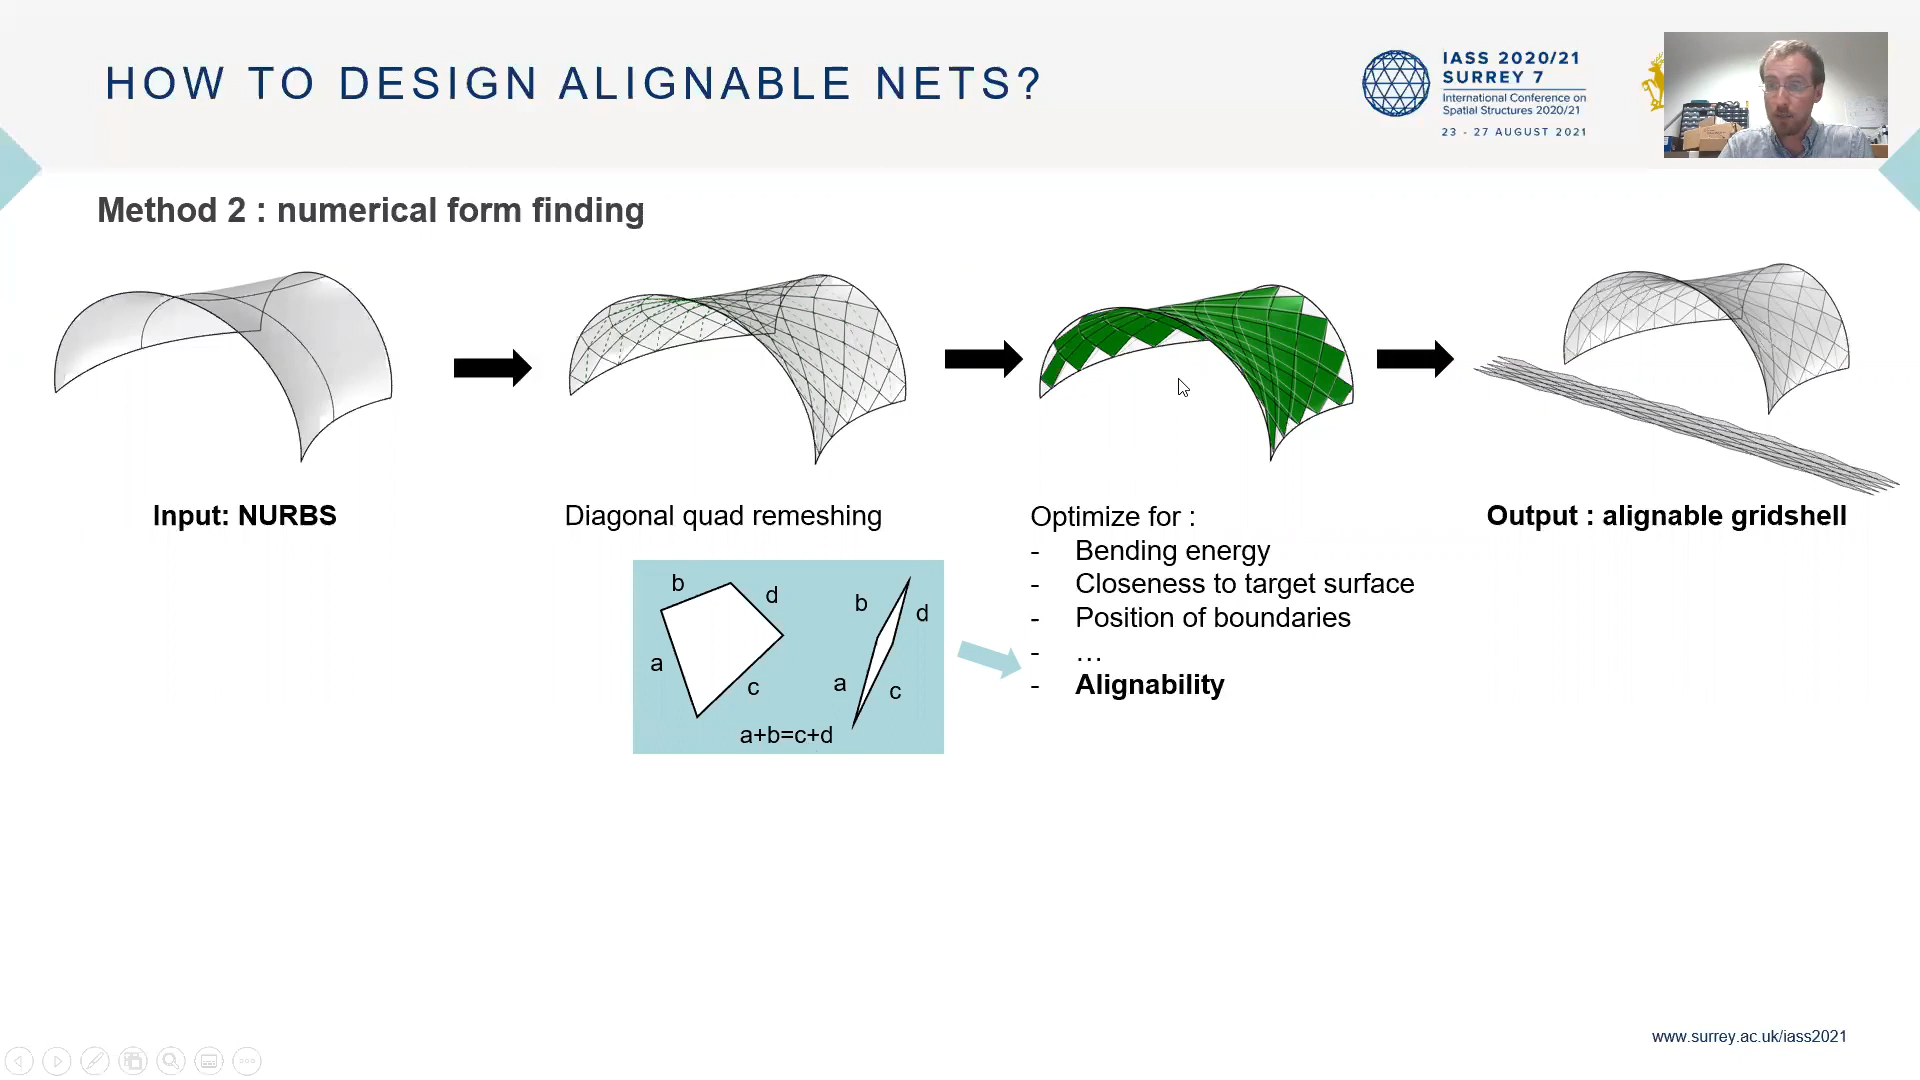 HOW TO DESIGN ALIGNABLE NETS?
IASS 2020/21
SURREY 7
International Conference on
Spatial Structures 2020/21
23 - 27 AUGUST 2021
Method 2 : numerical form finding
Input: NURBS
Diagonal quad remeshing
Optimize for :
- Bending energy
- Closeness to target surface
- Position of boundaries
- …
- Alignability
Output : alignable gridshell
b
d
a
c
b
d
a
c
a+b=c+d
www.surrey.ac.uk/iass2021